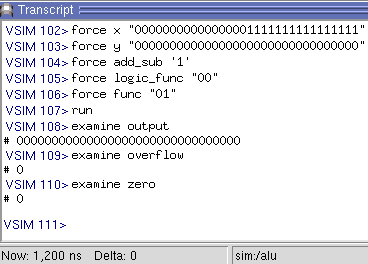 Transcript
VSIM 102> force x "00000000000000001111111111111111"
VSIM 103> force y "00000000000000000000000000000000"
VSIM 104> force add_sub '1'
VSIM 105> force logic_func "00"
VSIM 106> force func "01"
VSIM 107> run
VSIM 108> examine output
# 00000000000000000000000000000000
VSIM 109> examine overflow
# 0
VSIM 110> examine zero
# 0
VSIM 111>
Now: 1,200 ns Delta: 0 sim:/alu